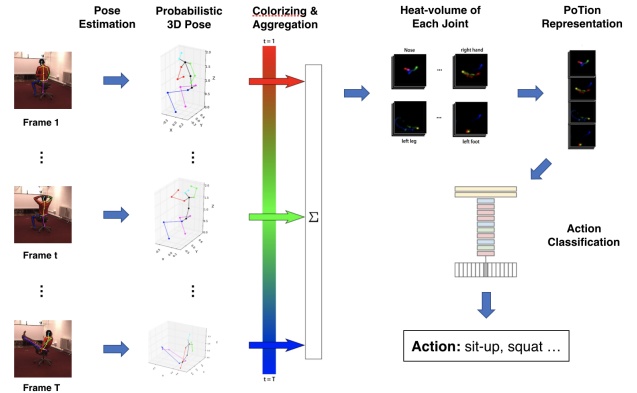 Pose
Estimation
Probabilistic
3D Pose
Colorizing &
Aggregation
Heat-volume of
Each Joint
PoTion
Representation
t = 1
Frame 1
Nose
right hand
...
...
left leg
left foot
Frame t
Σ
Action
Classification
Frame T
t = T
Action: sit-up, squat ...